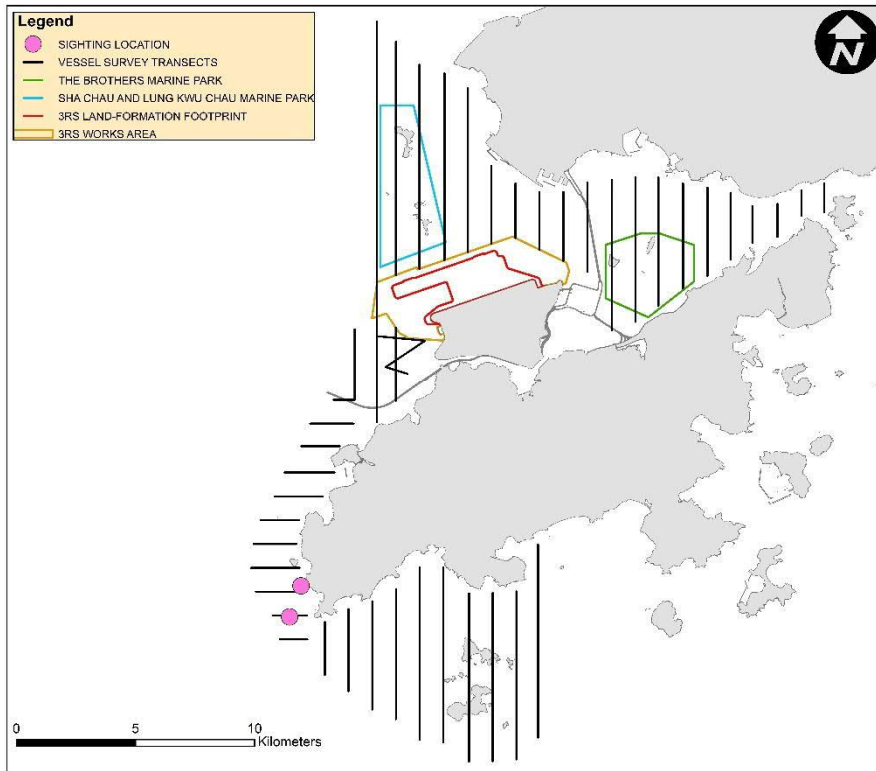 Legend
SIGHTING LOCATION
VESSEL SURVEY TRANSECTS
THE BROTHERS MARINE PARK
SHA CHAU AND LUNG KWU CHAU MARINE PARK
3RS LAND-FORMATION FOOTPRINT
3RS WORKS AREA
N
0 5 10
Kilometers